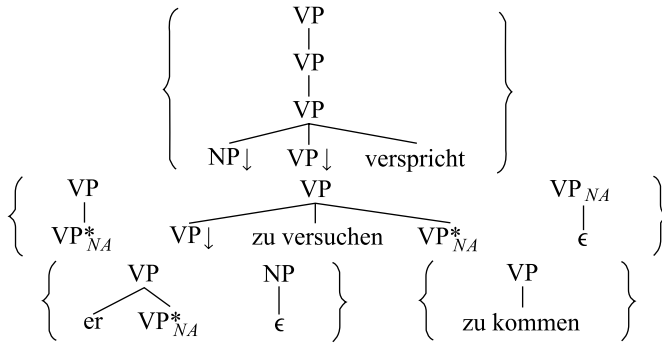 VP
VP
VP
NP↓ VP↓ verspricht
VP VP VP_NA
VP*_NA VP↓ zu versuchen VP*_NA ϵ
VP NP VP
er VP*_NA ϵ zu kommen